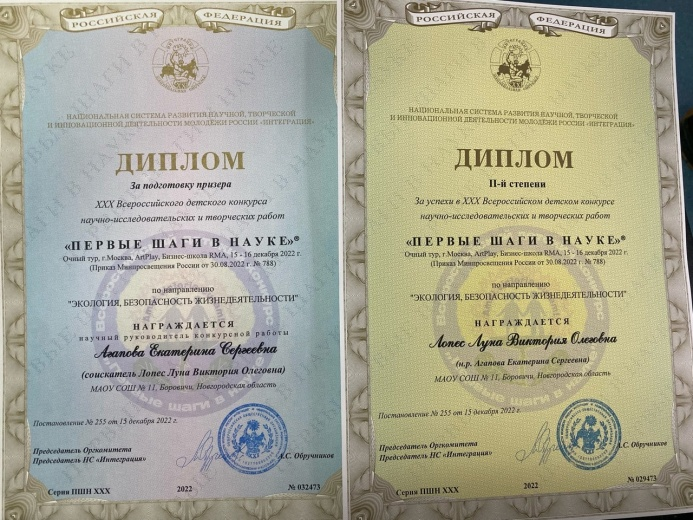 РОССИЙСКАЯ ФЕДЕРАЦИЯ
НАЦИОНАЛЬНАЯ СИСТЕМА РАЗВИТИЯ НАУЧНОЙ, ТВОРЧЕСКОЙ
И ИННОВАЦИОННОЙ ДЕЯТЕЛЬНОСТИ МОЛОДЁЖИ РОССИИ «ИНТЕГРАЦИЯ»
ДИПЛОМ
За подготовку призера
XXX Всероссийского детского конкурса
научно-исследовательских и творческих работ
«ПЕРВЫЕ ШАГИ В НАУКЕ»®
Очный тур, г.Москва, ArtPlay, Бизнес-школа RMA, 15 - 16 декабря 2022 г.
(Приказ Минпросвещения России от 30.08.2022 г. № 788)
по направлению
"ЭКОЛОГИЯ, БЕЗОПАСНОСТЬ ЖИЗНЕДЕЯТЕЛЬНОСТИ"
НАГРАЖДАЕТСЯ
научный руководитель конкурсной работы
Агапова Екатерина Сергеевна
(соискатель Лопес Луна Виктория Олеговна)
МАОУ СОШ № 11, Боровичи, Новгородская область
Постановление № 255 от 15 декабря 2022 г.
Председатель Оргкомитета
Председатель НС «Интеграция»
А.С. Обручников
Серия ПШН XXX
2022
№ 032473
РОССИЙСКАЯ ФЕДЕРАЦИЯ
НАЦИОНАЛЬНАЯ СИСТЕМА РАЗВИТИЯ НАУЧНОЙ, ТВОРЧЕСКОЙ
И ИННОВАЦИОННОЙ ДЕЯТЕЛЬНОСТИ МОЛОДЁЖИ РОССИИ «ИНТЕГРАЦИЯ»
ДИПЛОМ
II-й степени
За успехи в XXX Всероссийском детском конкурсе
научно-исследовательских и творческих работ
«ПЕРВЫЕ ШАГИ В НАУКЕ»®
Очный тур, г.Москва, ArtPlay, Бизнес-школа RMA, 15 - 16 декабря 2022 г.
(Приказ Минпросвещения России от 30.08.2022 г. № 788)
по направлению
"ЭКОЛОГИЯ, БЕЗОПАСНОСТЬ ЖИЗНЕДЕЯТЕЛЬНОСТИ"
НАГРАЖДАЕТСЯ
Лопес Луна Виктория Олеговна
(н.р. Агапова Екатерина Сергеевна)
МАОУ СОШ № 11, Боровичи, Новгородская область
Постановление № 255 от 15 декабря 2022 г.
Председатель Оргкомитета
Председатель НС «Интеграция»
А.С. Обручников
Серия ПШН XXX
2022
№ 029473